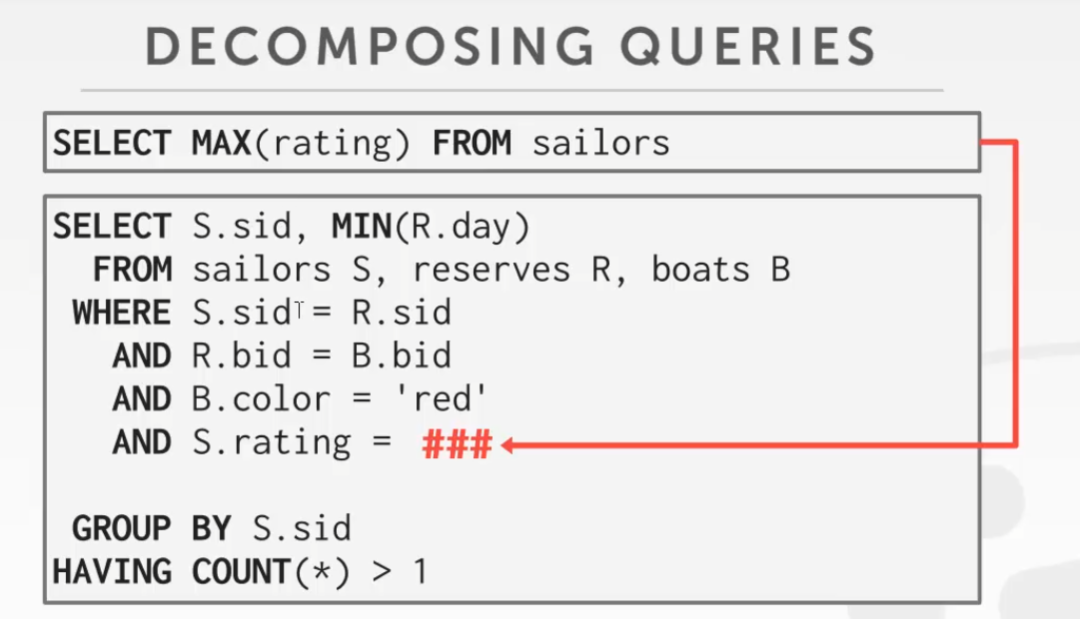 DECOMPOSING QUERIES
SELECT MAX(rating) FROM sailors
SELECT S.sid, MIN(R.day)
FROM sailors S, reserves R, boats B
WHERE S.sid = R.sid
AND R.bid = B.bid
AND B.color = 'red'
AND S.rating = ###
GROUP BY S.sid
HAVING COUNT(*) > 1